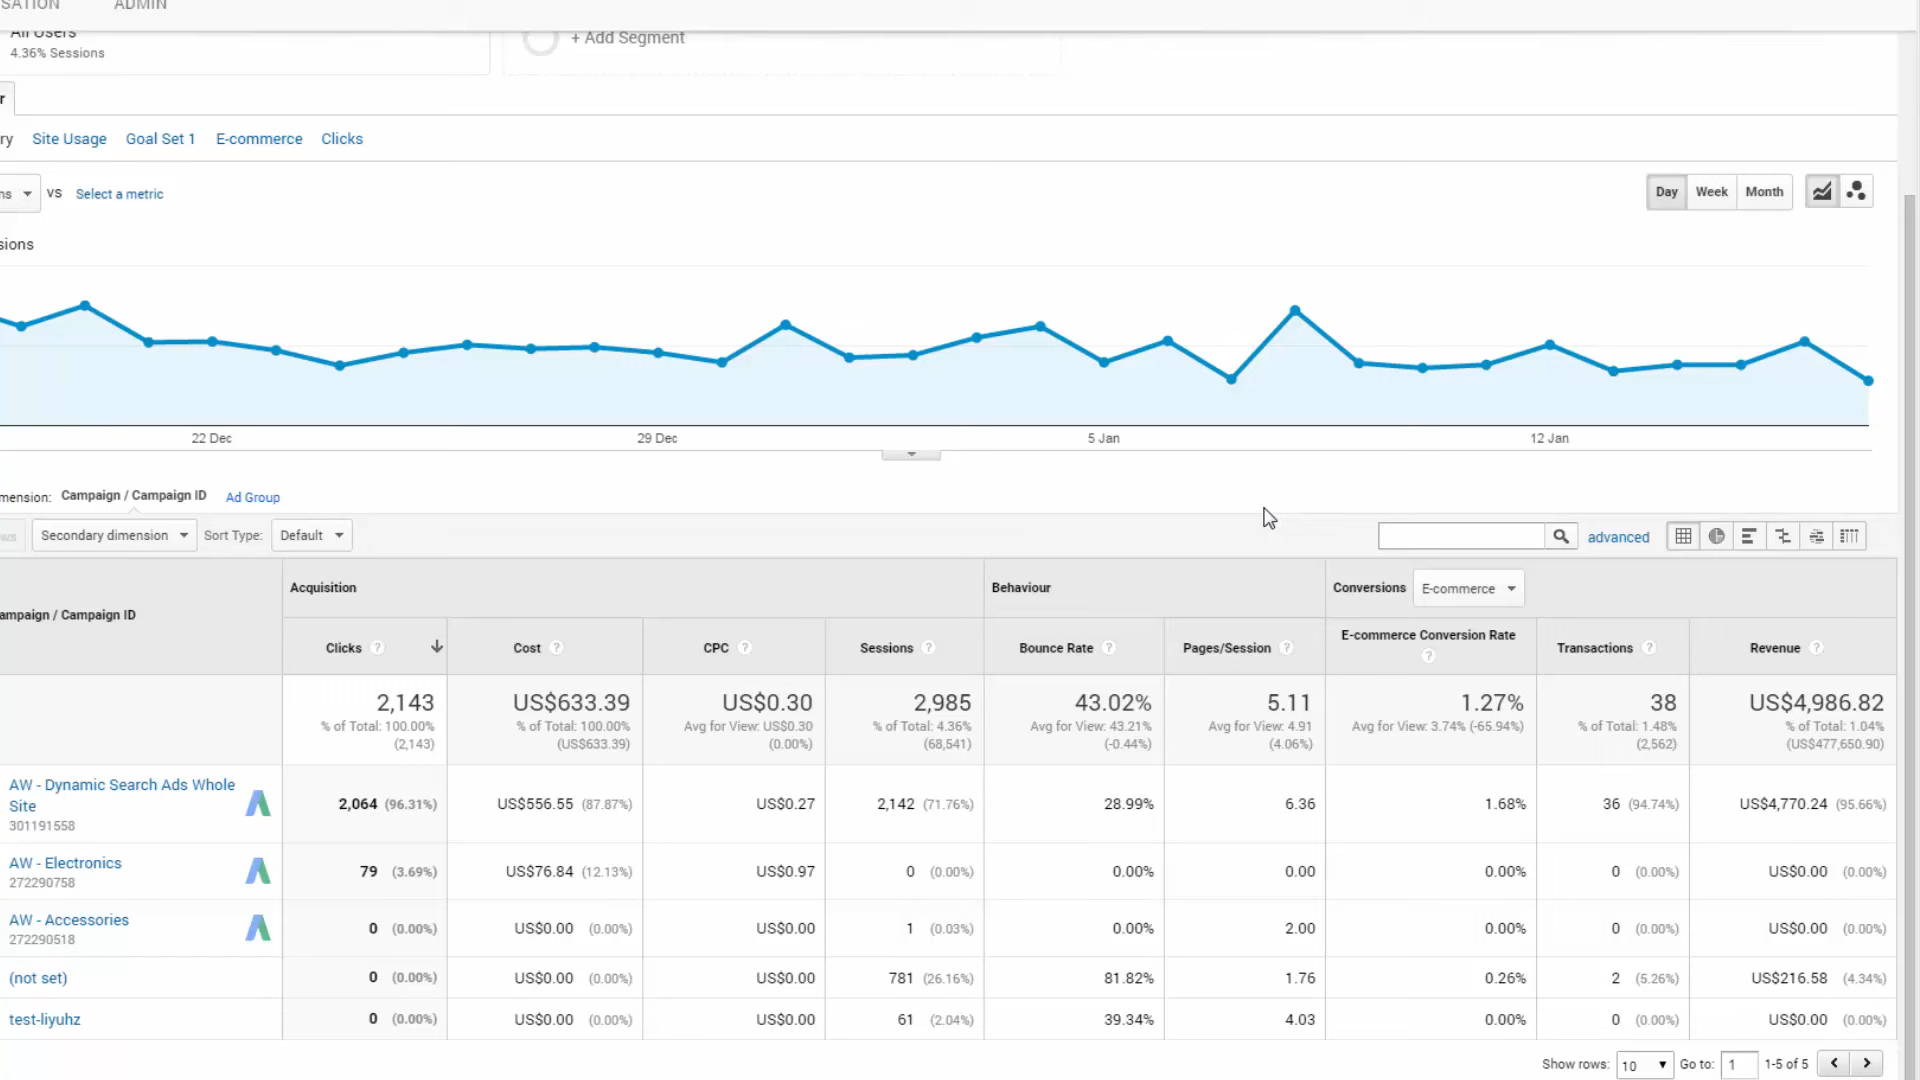 SATION ADMIN
All Users
4.36% Sessions
+ Add Segment
r
ry Site Usage Goal Set 1 E-commerce Clicks
ns VS Select a metric
Day Week Month
sions
22 Dec 29 Dec 5 Jan 12 Jan
mension: Campaign / Campaign ID Ad Group
ws Secondary dimension Sort Type: Default advanced
ampaign / Campaign ID
Acquisition Behaviour Conversions E-commerce
Clicks ? Cost ? CPC ? Sessions ? Bounce Rate ? Pages/Session ? E-commerce Conversion Rate ? Transactions ? Revenue ?
2,143 US$633.39 US$0.30 2,985 43.02% 5.11 1.27% 38 US$4,986.82
% of Total: 100.00% % of Total: 100.00% Avg for View: US$0.30 % of Total: 4.36% Avg for View: 43.21% Avg for View: 4.91 Avg for View: 3.74% (-65.94%) % of Total: 1.48% % of Total: 1.04%
(2,143) (US$633.39) (0.00%) (68,541) (-0.44%) (4.06%) (2,562) (US$477,650.90)
AW - Dynamic Search Ads Whole
Site
301191558
2,064 (96.31%) US$556.55 (87.87%) US$0.27 2,142 (71.76%) 28.99% 6.36 1.68% 36 (94.74%) US$4,770.24 (95.66%)
AW - Electronics
272290758
79 (3.69%) US$76.84 (12.13%) US$0.97 0 (0.00%) 0.00% 0.00 0.00% 0 (0.00%) US$0.00 (0.00%)
AW - Accessories
272290518
0 (0.00%) US$0.00 (0.00%) US$0.00 1 (0.03%) 0.00% 2.00 0.00% 0 (0.00%) US$0.00 (0.00%)
(not set) 0 (0.00%) US$0.00 (0.00%) US$0.00 781 (26.16%) 81.82% 1.76 0.26% 2 (5.26%) US$216.58 (4.34%)
test-liyuhz 0 (0.00%) US$0.00 (0.00%) US$0.00 61 (2.04%) 39.34% 4.03 0.00% 0 (0.00%) US$0.00 (0.00%)
Show rows: 10 Go to: 1 1-5 of 5